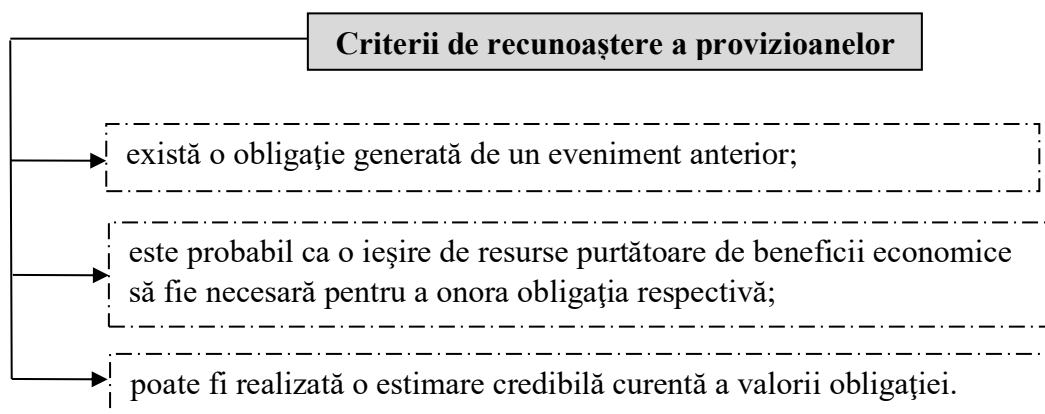 Criterii de recunoaștere a provizioanelor
există o obligaţie generată de un eveniment anterior;
este probabil ca o ieşire de resurse purtătoare de beneficii economice
să fie necesară pentru a onora obligaţia respectivă;
poate fi realizată o estimare credibilă curentă a valorii obligaţiei.